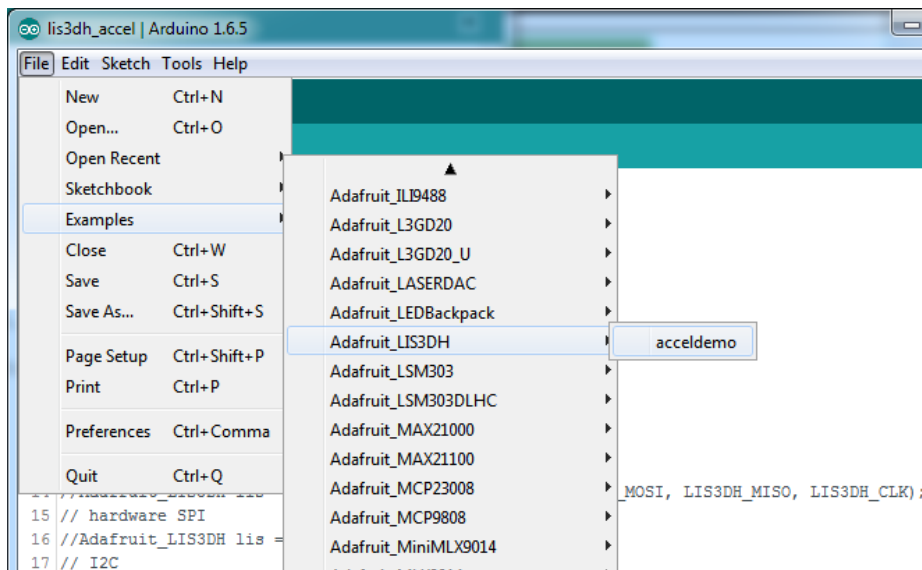 lis3dh_accel | Arduino 1.6.5
File Edit Sketch Tools Help
New Ctrl+N
Open... Ctrl+O
Open Recent
Sketchbook
Examples
Close Ctrl+W
Save Ctrl+S
Save As... Ctrl+Shift+S
Page Setup Ctrl+Shift+P
Print Ctrl+P
Preferences Ctrl+Comma
Quit Ctrl+Q
Adafruit_ILI9488
Adafruit_L3GD20
Adafruit_L3GD20_U
Adafruit_LASERDAC
Adafruit_LEDBackpack
Adafruit_LIS3DH
Adafruit_LSM303
Adafruit_LSM303DLHC
Adafruit_MAX21000
Adafruit_MAX21100
Adafruit_MCP23008
Adafruit_MCP9808
Adafruit_MiniMLX9014
acceldemo
_MOSI, LIS3DH_MISO, LIS3DH_CLK);
15 // hardware SPI
16 //Adafruit_LIS3DH lis =
17 // I2C